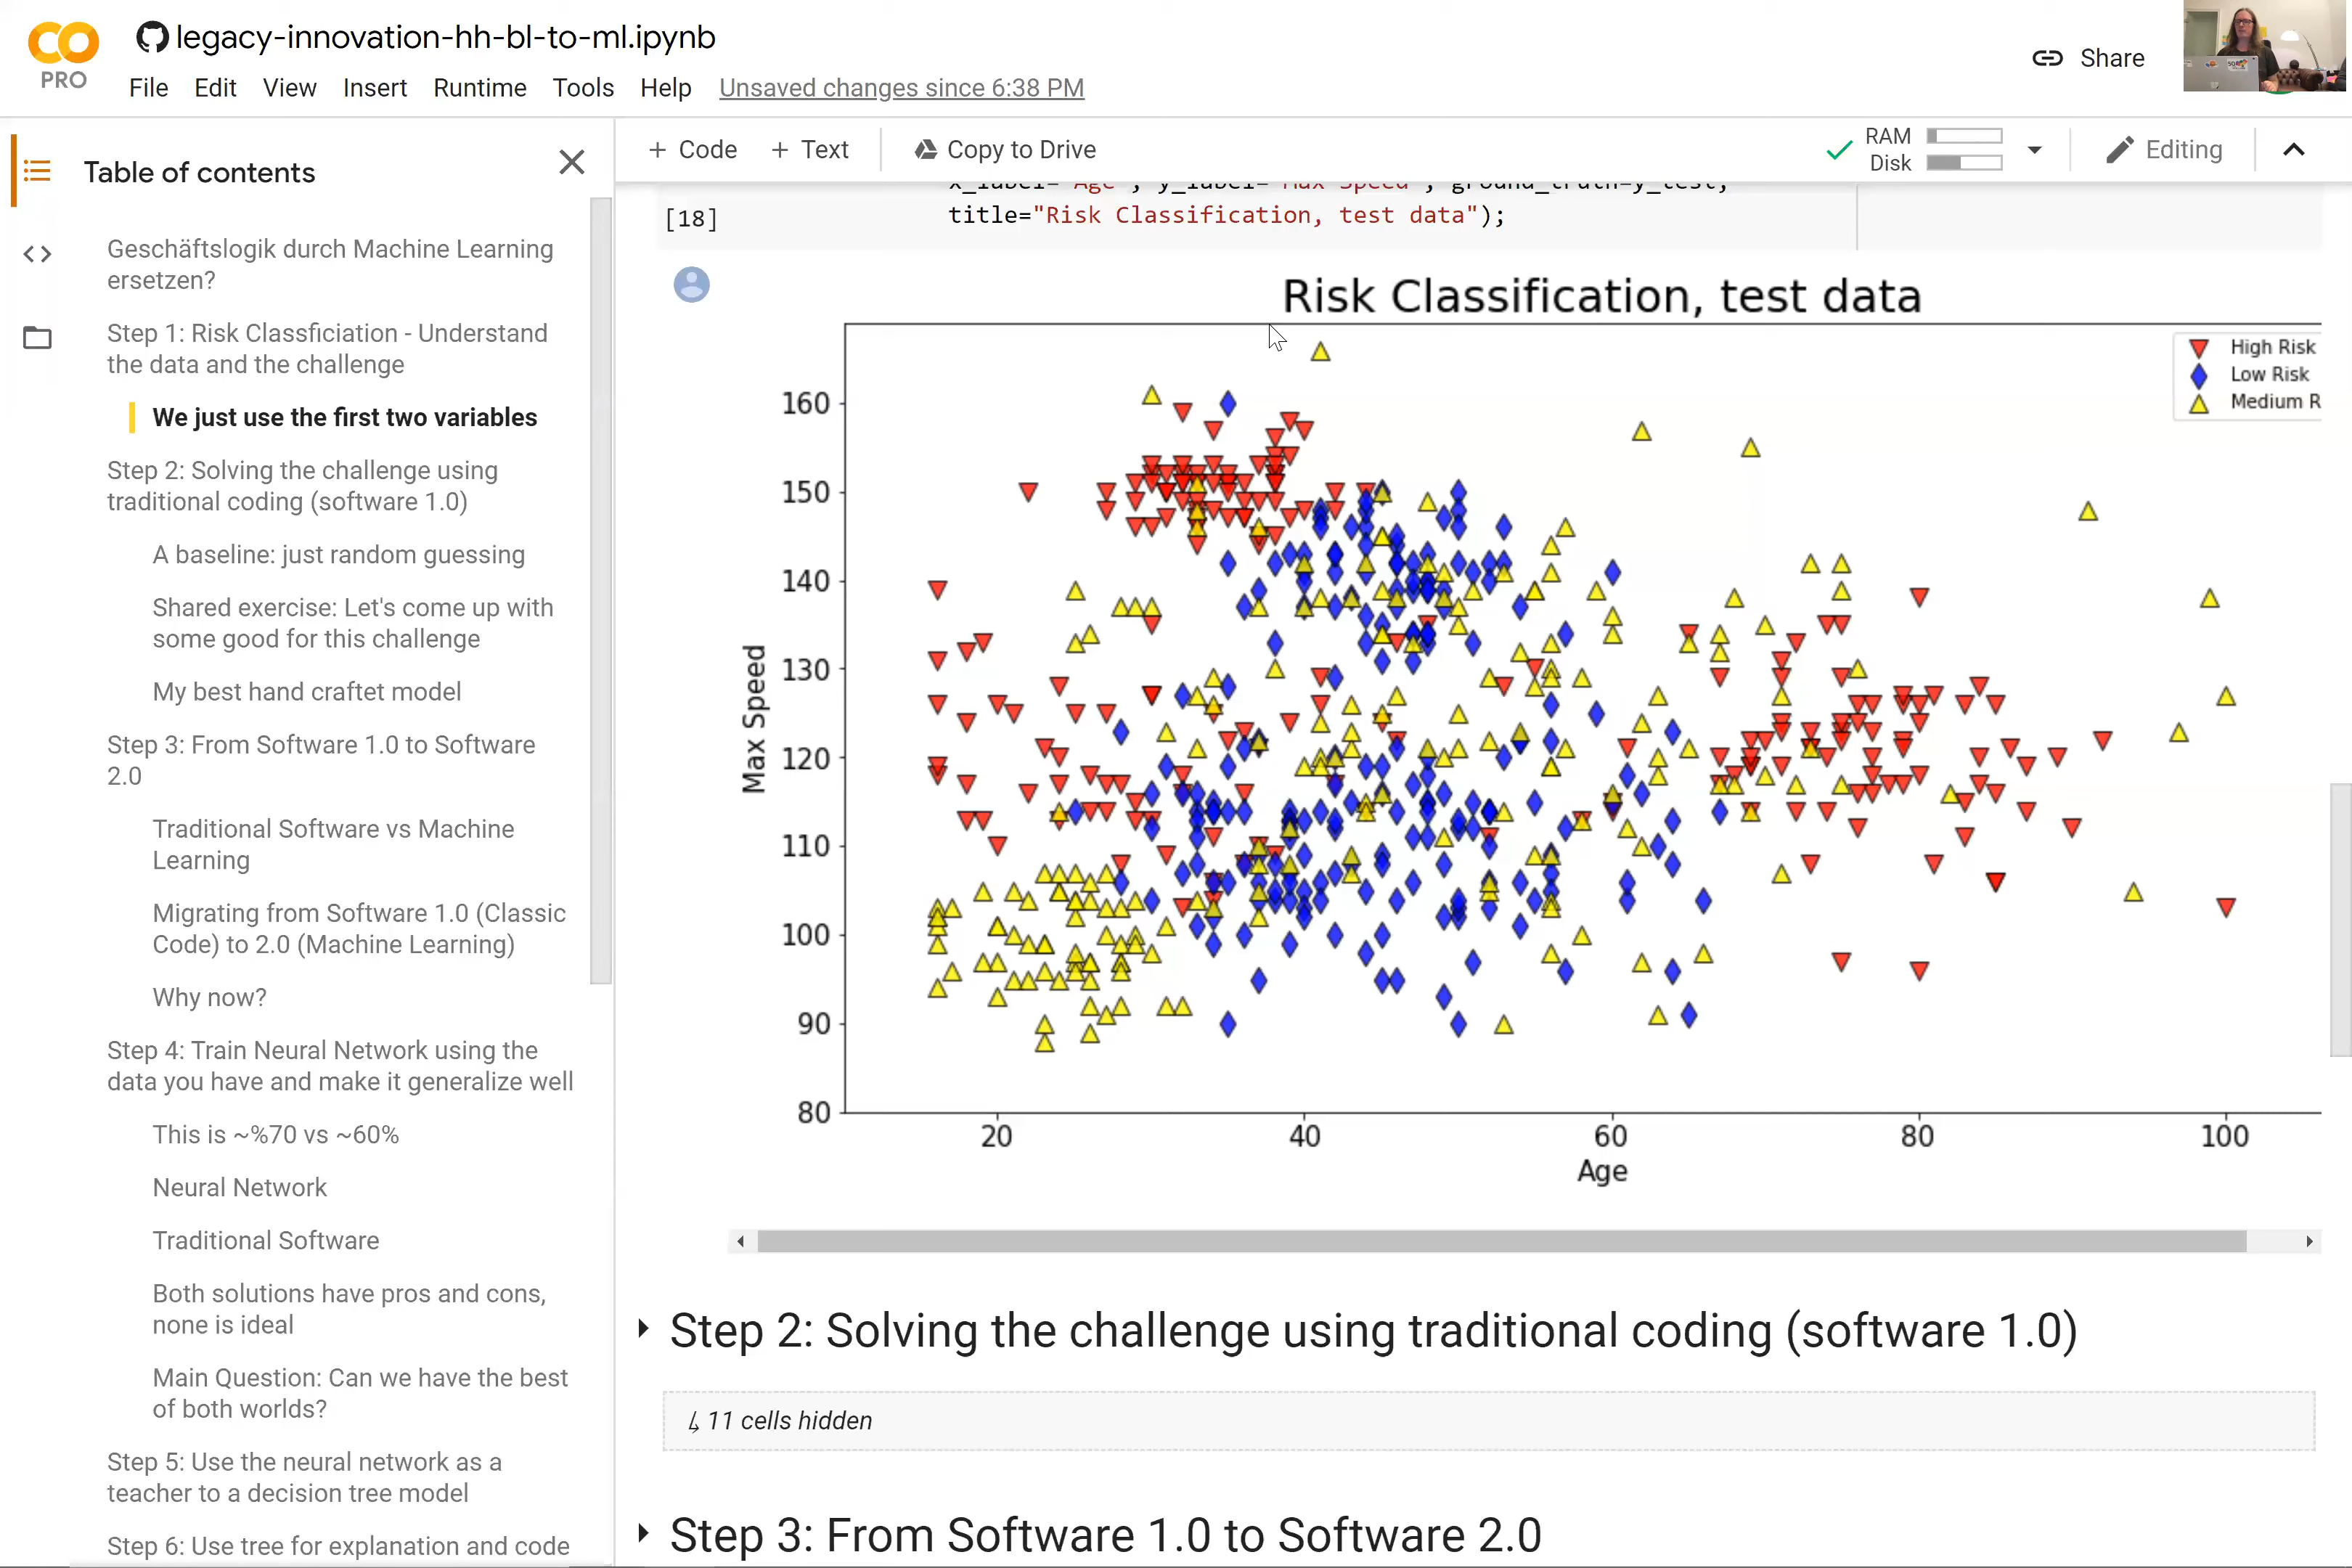 PRO
legacy-innovation-hh-bl-to-ml.ipynb
File Edit View Insert Runtime Tools Help Unsaved changes since 6:38 PM
Share
Table of contents
Geschäftslogik durch Machine Learning
ersetzen?
Step 1: Risk Classficiation - Understand
the data and the challenge
We just use the first two variables
Step 2: Solving the challenge using
traditional coding (software 1.0)
A baseline: just random guessing
Shared exercise: Let's come up with
some good for this challenge
My best hand craftet model
Step 3: From Software 1.0 to Software
2.0
Traditional Software vs Machine
Learning
Migrating from Software 1.0 (Classic
Code) to 2.0 (Machine Learning)
Why now?
Step 4: Train Neural Network using the
data you have and make it generalize well
This is ~%70 vs ~60%
Neural Network
Traditional Software
Both solutions have pros and cons,
none is ideal
Main Question: Can we have the best
of both worlds?
Step 5: Use the neural network as a
teacher to a decision tree model
Step 6: Use tree for explanation and code
+ Code + Text Copy to Drive
RAM
Disk
Editing
x_label="Age", y_label="Max Speed", ground_truth=y_test,
[18] title="Risk Classification, test data");
Risk Classification, test data
High Risk
Low Risk
Medium R
Max Speed
160
150
140
130
120
110
100
90
80
20 40 60 80 100
Age
Step 2: Solving the challenge using traditional coding (software 1.0)
↳ 11 cells hidden
Step 3: From Software 1.0 to Software 2.0